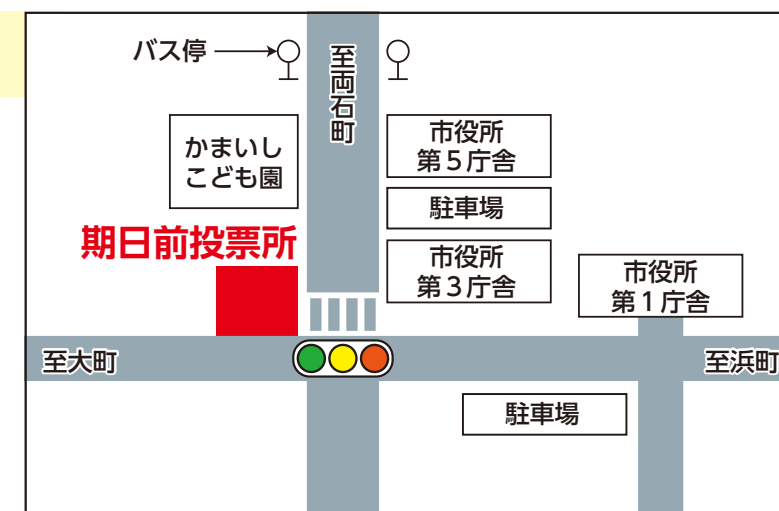 バス停
至両石町
かまいし
こども園
市役所
第5庁舎
駐車場
期日前投票所
市役所
第3庁舎
市役所
第1庁舎
至大町
至浜町
駐車場